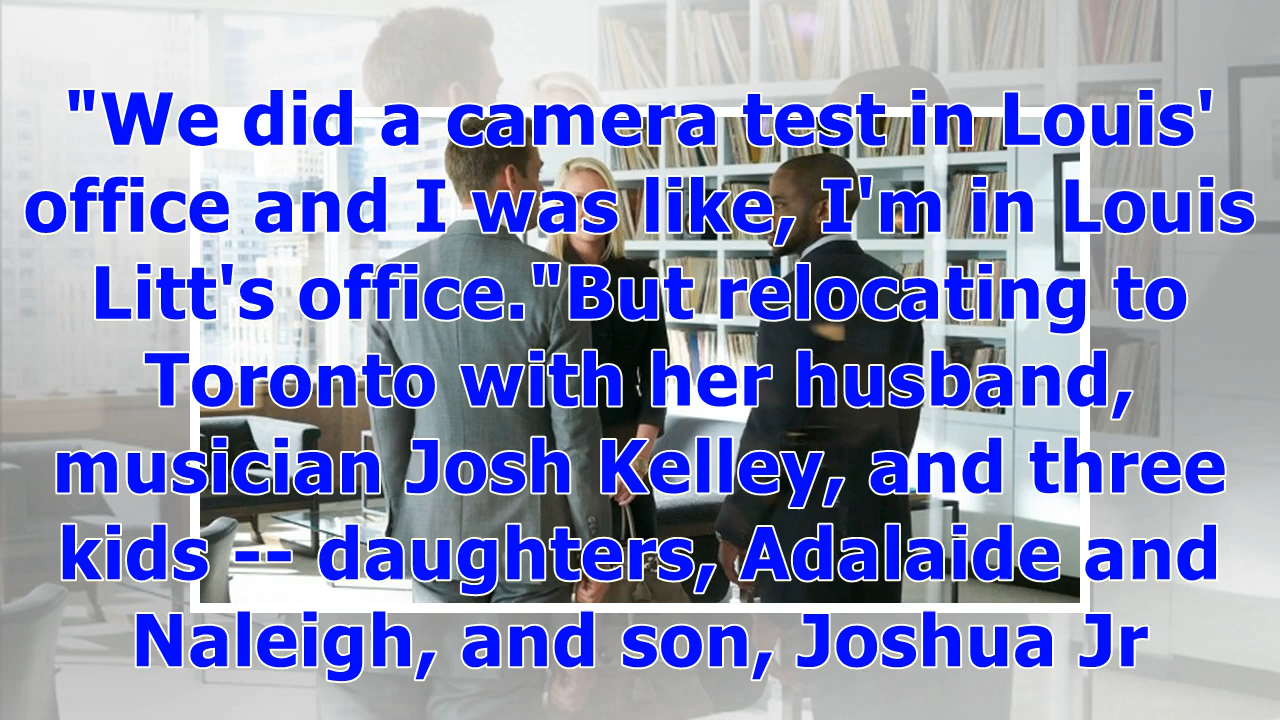 "We did a camera test in Louis'
office and I was like, I'm in Louis
Litt's office."But relocating to
Toronto with her husband,
musician Josh Kelley, and three
kids -- daughters, Adalaide and
Naleigh, and son, Joshua Jr